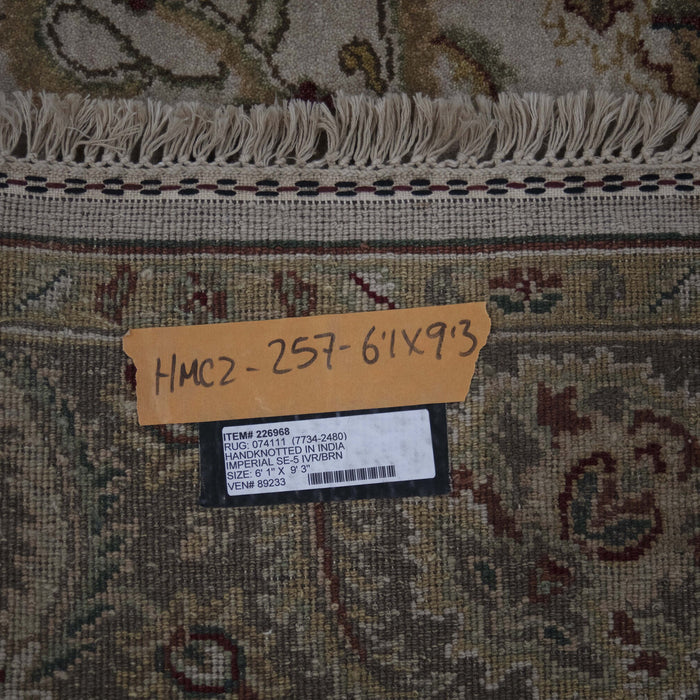 HMC2-257-6'1X9'3
ITEM# 226968
RUG: 074111 (7734-2480)
HANDKNOTTED IN INDIA
IMPERIAL SE-5 IVR/BRN
SIZE: 6' 1" X 9' 3"
VEN# 89233